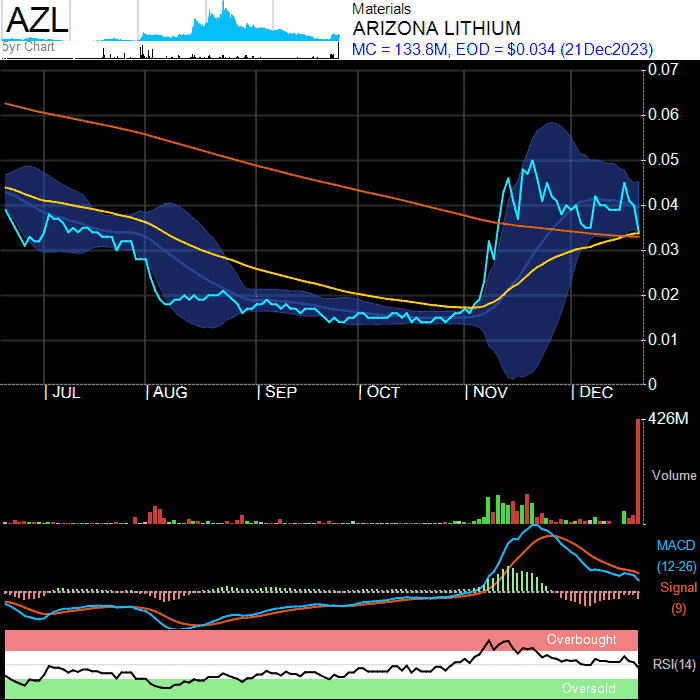 AZL
5yr Chart
Materials
ARIZONA LITHIUM
MC = 133.8M, EOD = $0.034 (21Dec2023)
0.07
0.06
0.05
0.04
0.03
0.02
0.01
0
JUL AUG SEP OCT NOV DEC
426M
Volume
MACD
(12-26)
Signal
(9)
Overbought
RSI(14)
Oversold